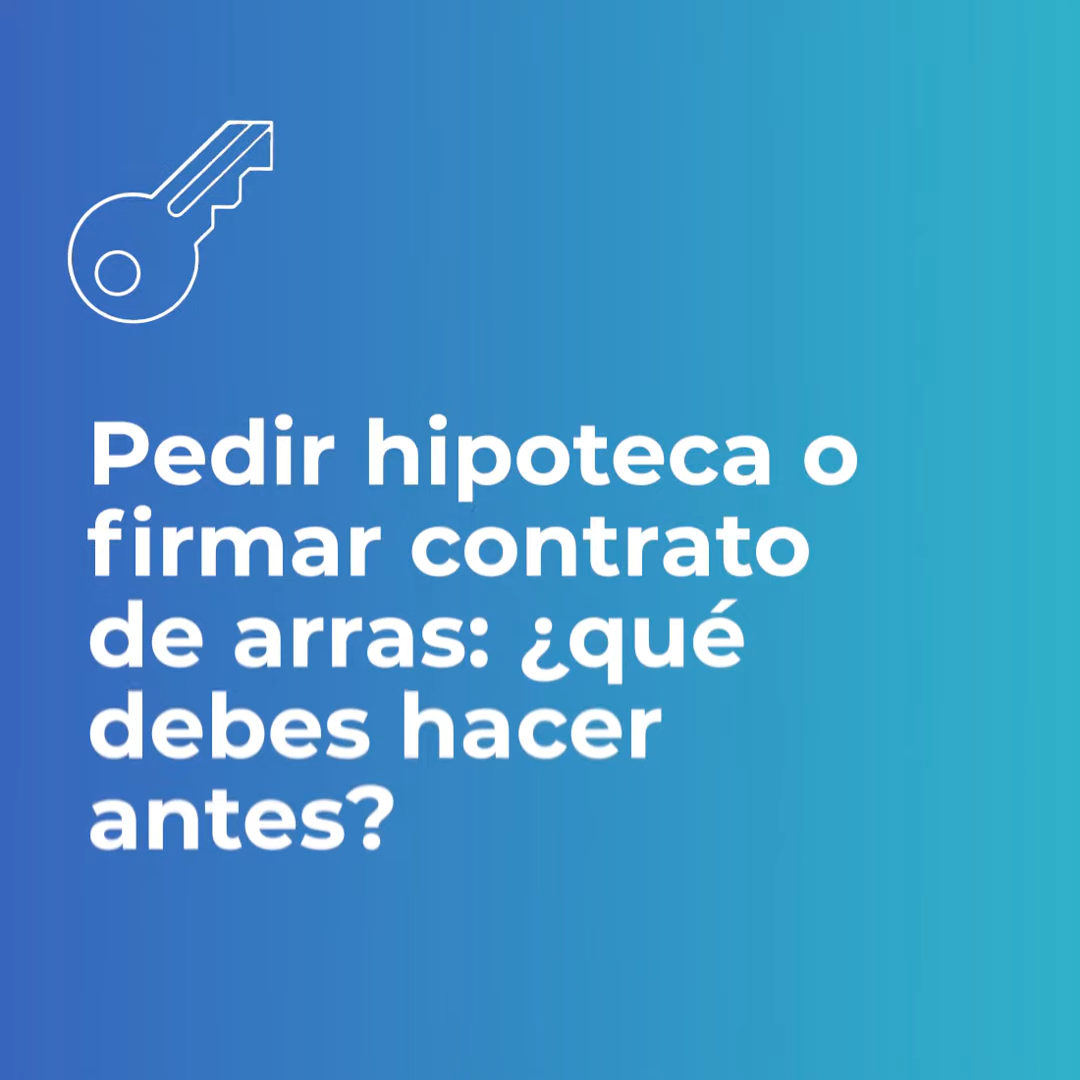 Pedir hipoteca o
firmar contrato
de arras: ¿qué
debes hacer
antes?